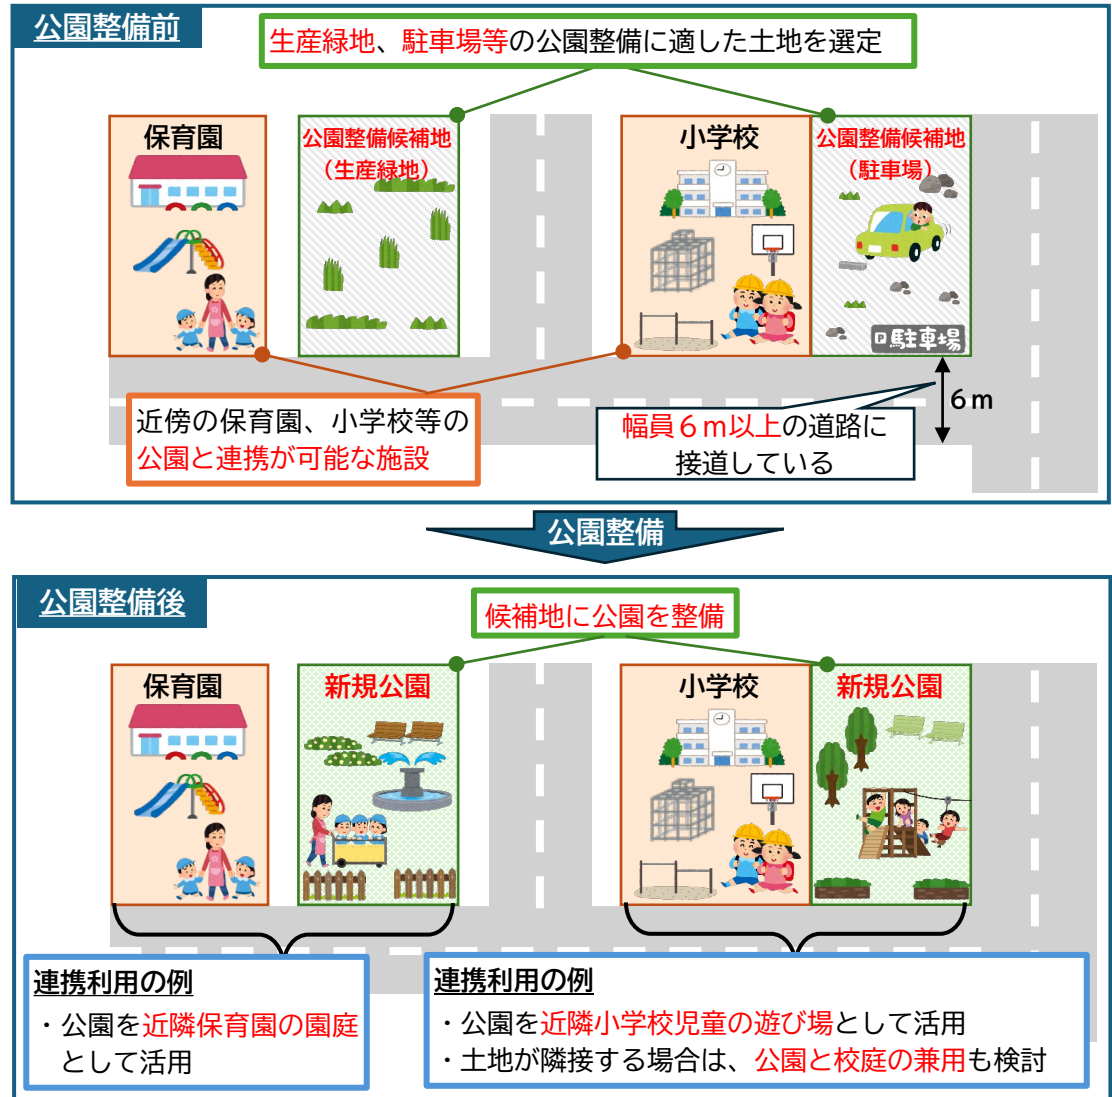 公園整備前
生産緑地、駐車場等の公園整備に適した土地を選定
保育園
公園整備候補地
（生産緑地）
小学校
公園整備候補地
（駐車場）
P駐車場
6m
近傍の保育園、小学校等の
公園と連携が可能な施設
幅員６ｍ以上の道路に
接道している
公園整備
公園整備後
候補地に公園を整備
保育園
新規公園
小学校
新規公園
連携利用の例
・公園を近隣保育園の園庭
として活用
連携利用の例
・公園を近隣小学校児童の遊び場として活用
・土地が隣接する場合は、公園と校庭の兼用も検討